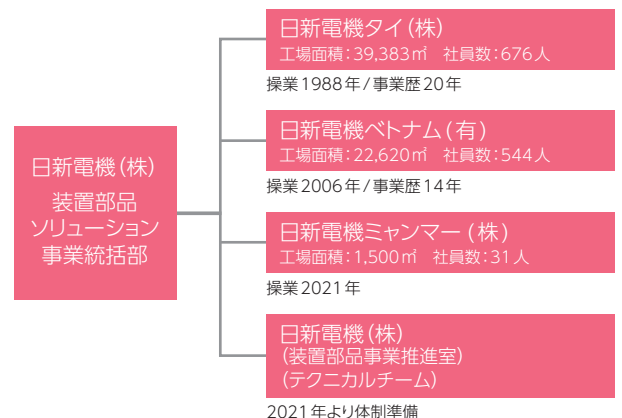 日新電機(株)
装置部品
ソリューション
事業統括部
日新電機タイ(株)
工場面積:39,383㎡ 社員数:676人
操業1988年/事業歴20年
日新電機ベトナム(有)
工場面積:22,620㎡ 社員数:544人
操業2006年/事業歴14年
日新電機ミャンマー(株)
工場面積:1,500㎡ 社員数:31人
操業2021年
日新電機(株)
(装置部品事業推進室)
(テクニカルチーム)
2021年より体制準備